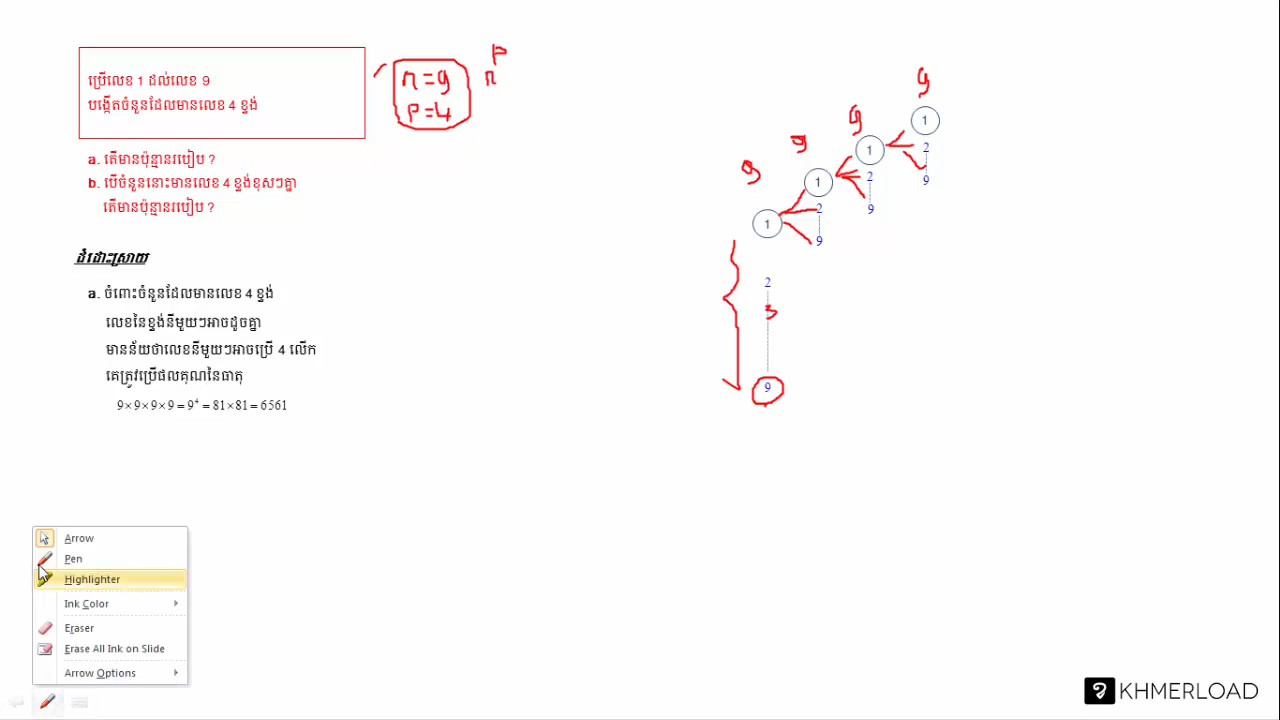 ប្រើលេខ 1 ដល់លេខ 9
បង្កើតចំនួនដែលមានលេខ 4 ខ្ទង់
a. តើមានប៉ុន្មានរបៀប ?
b. បើចំនួននោះមានលេខ 4 ខ្ទង់ខុសៗគ្នា
តើមានប៉ុន្មានរបៀប ?
ដំដោះស្រាយ
a. ចំពោះចំនួនដែលមានលេខ 4 ខ្ទង់
លេខនៃខ្ទង់នីមួយៗអាចដូចគ្នា
មានន័យថាលេខនីមួយៗអាចប្រើ 4 លើក
គេត្រូវប្រើផលគុណនៃធាតុ
9×9×9×9 = 9⁴ = 81×81 = 6561
n = 9
P = 4
n^P
9
9
9
9
1
2
9
1
2
9
1
2
9
1
2
3
9
Arrow
Pen
Highlighter
Ink Color
Eraser
Erase All Ink on Slide
Arrow Options
KHMERLOAD